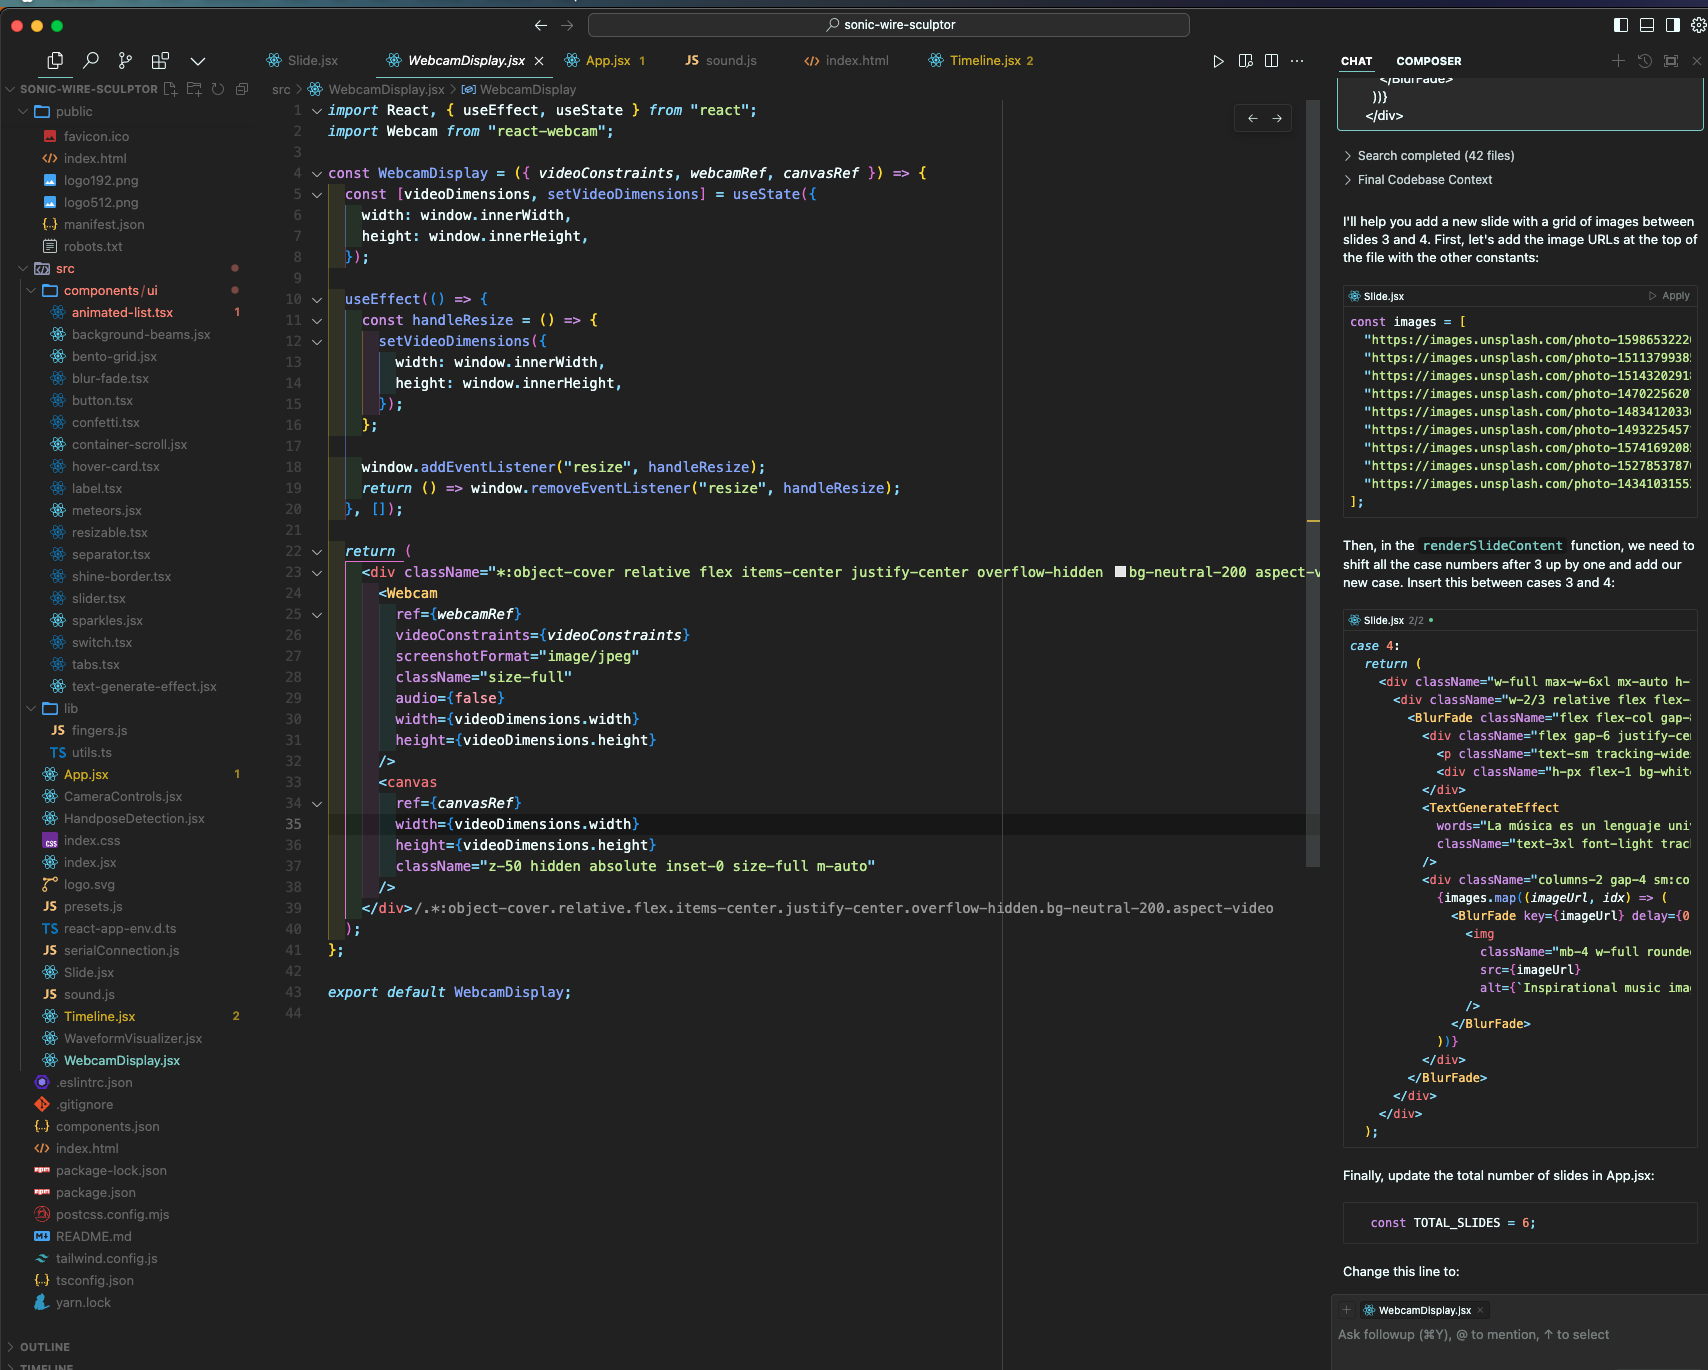 sonic-wire-sculptor
Slide.jsx
WebcamDisplay.jsx
App.jsx 1
JS sound.js
index.html
Timeline.jsx 2
SONIC-WIRE-SCULPTOR
public
favicon.ico
index.html
logo192.png
logo512.png
manifest.json
robots.txt
src
components/ui
animated-list.tsx 1
background-beams.jsx
bento-grid.jsx
blur-fade.tsx
button.tsx
confetti.tsx
container-scroll.jsx
hover-card.tsx
label.tsx
meteors.jsx
resizable.tsx
separator.tsx
shine-border.tsx
slider.tsx
sparkles.jsx
switch.tsx
tabs.tsx
text-generate-effect.jsx
lib
JS fingers.js
TS utils.ts
App.jsx 1
CameraControls.jsx
HandposeDetection.jsx
index.css
index.jsx
logo.svg
JS presets.js
TS react-app-env.d.ts
JS serialConnection.js
Slide.jsx
JS sound.js
Timeline.jsx 2
WaveformVisualizer.jsx
WebcamDisplay.jsx
.eslintrc.json
.gitignore
components.json
index.html
package-lock.json
package.json
postcss.config.mjs
README.md
tailwind.config.js
tsconfig.json
yarn.lock
OUTLINE
TIMELINE
src > WebcamDisplay.jsx > WebcamDisplay
1 import React, { useEffect, useState } from "react";
2 import Webcam from "react-webcam";
3
4 const WebcamDisplay = ({ videoConstraints, webcamRef, canvasRef }) => {
5 const [videoDimensions, setVideoDimensions] = useState({
6 width: window.innerWidth,
7 height: window.innerHeight,
8 });
9
10 useEffect(() => {
11 const handleResize = () => {
12 setVideoDimensions({
13 width: window.innerWidth,
14 height: window.innerHeight,
15 });
16 };
17
18 window.addEventListener("resize", handleResize);
19 return () => window.removeEventListener("resize", handleResize);
20 }, []);
21
22 return (
23 <div className="*:object-cover relative flex items-center justify-center overflow-hidden bg-neutral-200 aspect-v
24 <Webcam
25 ref={webcamRef}
26 videoConstraints={videoConstraints}
27 screenshotFormat="image/jpeg"
28 className="size-full"
29 audio={false}
30 width={videoDimensions.width}
31 height={videoDimensions.height}
32 />
33 <canvas
34 ref={canvasRef}
35 width={videoDimensions.width}
36 height={videoDimensions.height}
37 className="z-50 hidden absolute inset-0 size-full m-auto"
38 />
39 </div>/.*:object-cover.relative.flex.items-center.justify-center.overflow-hidden.bg-neutral-200.aspect-video
40 );
41 };
42
43 export default WebcamDisplay;
44
CHAT COMPOSER
</BlurFade>
))}
</div>
Search completed (42 files)
Final Codebase Context
I'll help you add a new slide with a grid of images between
slides 3 and 4. First, let's add the image URLs at the top of
the file with the other constants:
Slide.jsx Apply
const images = [
"https://images.unsplash.com/photo-1598653222
"https://images.unsplash.com/photo-151137993
"https://images.unsplash.com/photo-151432029
"https://images.unsplash.com/photo-147022562
"https://images.unsplash.com/photo-148341203
"https://images.unsplash.com/photo-149322545
"https://images.unsplash.com/photo-157416920
"https://images.unsplash.com/photo-152785378
"https://images.unsplash.com/photo-143410315
];
Then, in the renderSlideContent function, we need to
shift all the case numbers after 3 up by one and add our
new case. Insert this between cases 3 and 4:
Slide.jsx 2/2
case 4:
return (
<div className="w-full max-w-6xl mx-auto h-
<div className="w-2/3 relative flex flex-
<BlurFade className="flex flex-col gap-
<div className="flex gap-6 justify-ce
<p className="text-sm tracking-wide
<div className="h-px flex-1 bg-whit
</div>
<TextGenerateEffect
words="La música es un lenguaje uni
className="text-3xl font-light trac
/>
<div className="columns-2 gap-4 sm:co
{images.map((imageUrl, idx) => (
<BlurFade key={imageUrl} delay={0
<img
className="mb-4 w-full rounde
src={imageUrl}
alt={`Inspirational music ima
/>
</BlurFade>
))}
</div>
</BlurFade>
</div>
</div>
);
Finally, update the total number of slides in App.jsx:
const TOTAL_SLIDES = 6;
Change this line to:
WebcamDisplay.jsx
Ask followup (⌘Y), @ to mention, ↑ to select